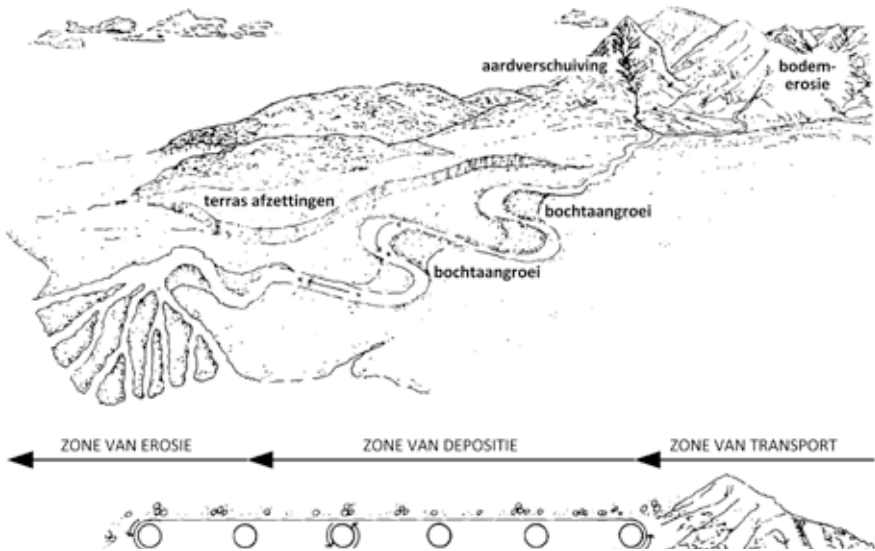 aardverschuiving
bodem-
erosie
terras afzettingen
bochtaangroei
bochtaangroei
ZONE VAN EROSIE
ZONE VAN DEPOSITIE
ZONE VAN TRANSPORT